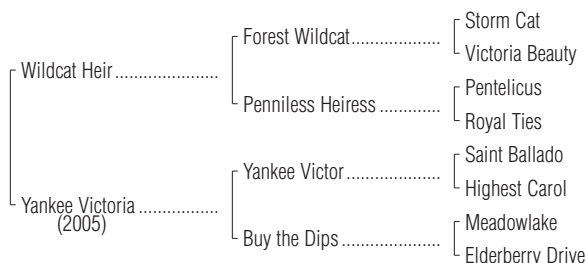 Storm Cat
Forest Wildcat....................
Victoria Beauty
Wildcat Heir.......................
Pentelicus
Penniless Heiress...............
Royal Ties
Saint Ballado
Yankee Victor.....................
Highest Carol
Yankee Victoria..................
(2005)
Meadowlake
Buy the Dips......................
Elderberry Drive